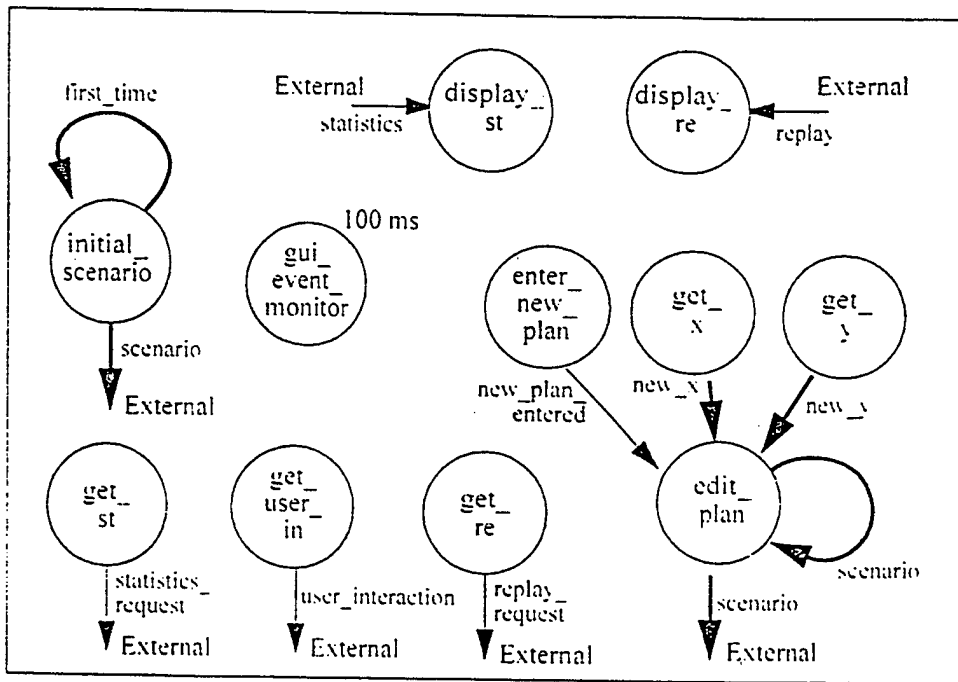 first_time
External
statistics
display_
st
display_
re
External
replay
initial_
scenario
100 ms
gui_
event_
monitor
enter_
new_
plan
get_
x
get_
y
scenario
External
new_plan_
entered
new_x
new_y
get_
st
get_
user_
in
get_
re
edit_
plan
scenario
statistics_
request
External
user_interaction
External
replay_
request
External
scenario
External